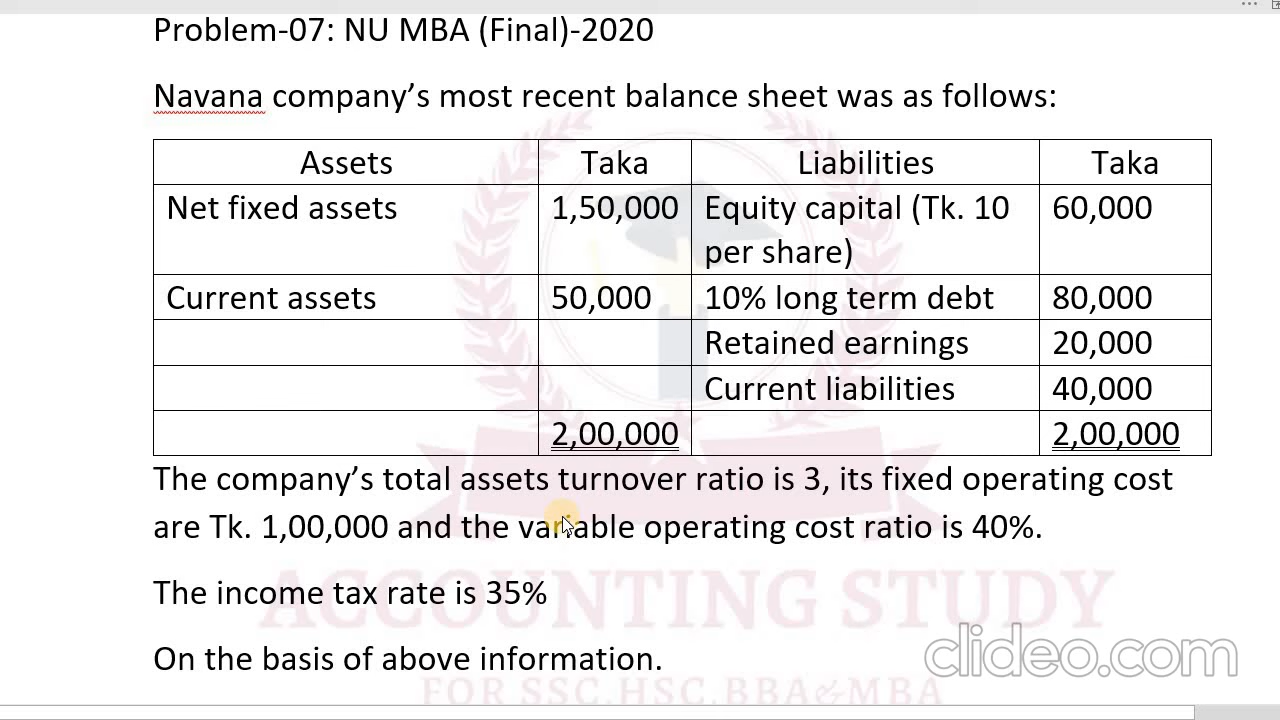 Problem-07: NU MBA (Final)-2020
Navana company’s most recent balance sheet was as follows:
Assets Taka Liabilities Taka
Net fixed assets 1,50,000 Equity capital (Tk. 10 60,000
per share)
Current assets 50,000 10% long term debt 80,000
Retained earnings 20,000
Current liabilities 40,000
2,00,000 2,00,000
The company’s total assets turnover ratio is 3, its fixed operating cost
are Tk. 1,00,000 and the variable operating cost ratio is 40%.
The income tax rate is 35%
ACCOUNTING STUDY
On the basis of above information.
clideo.com
FOR SSC,HSC,BBA&MBA